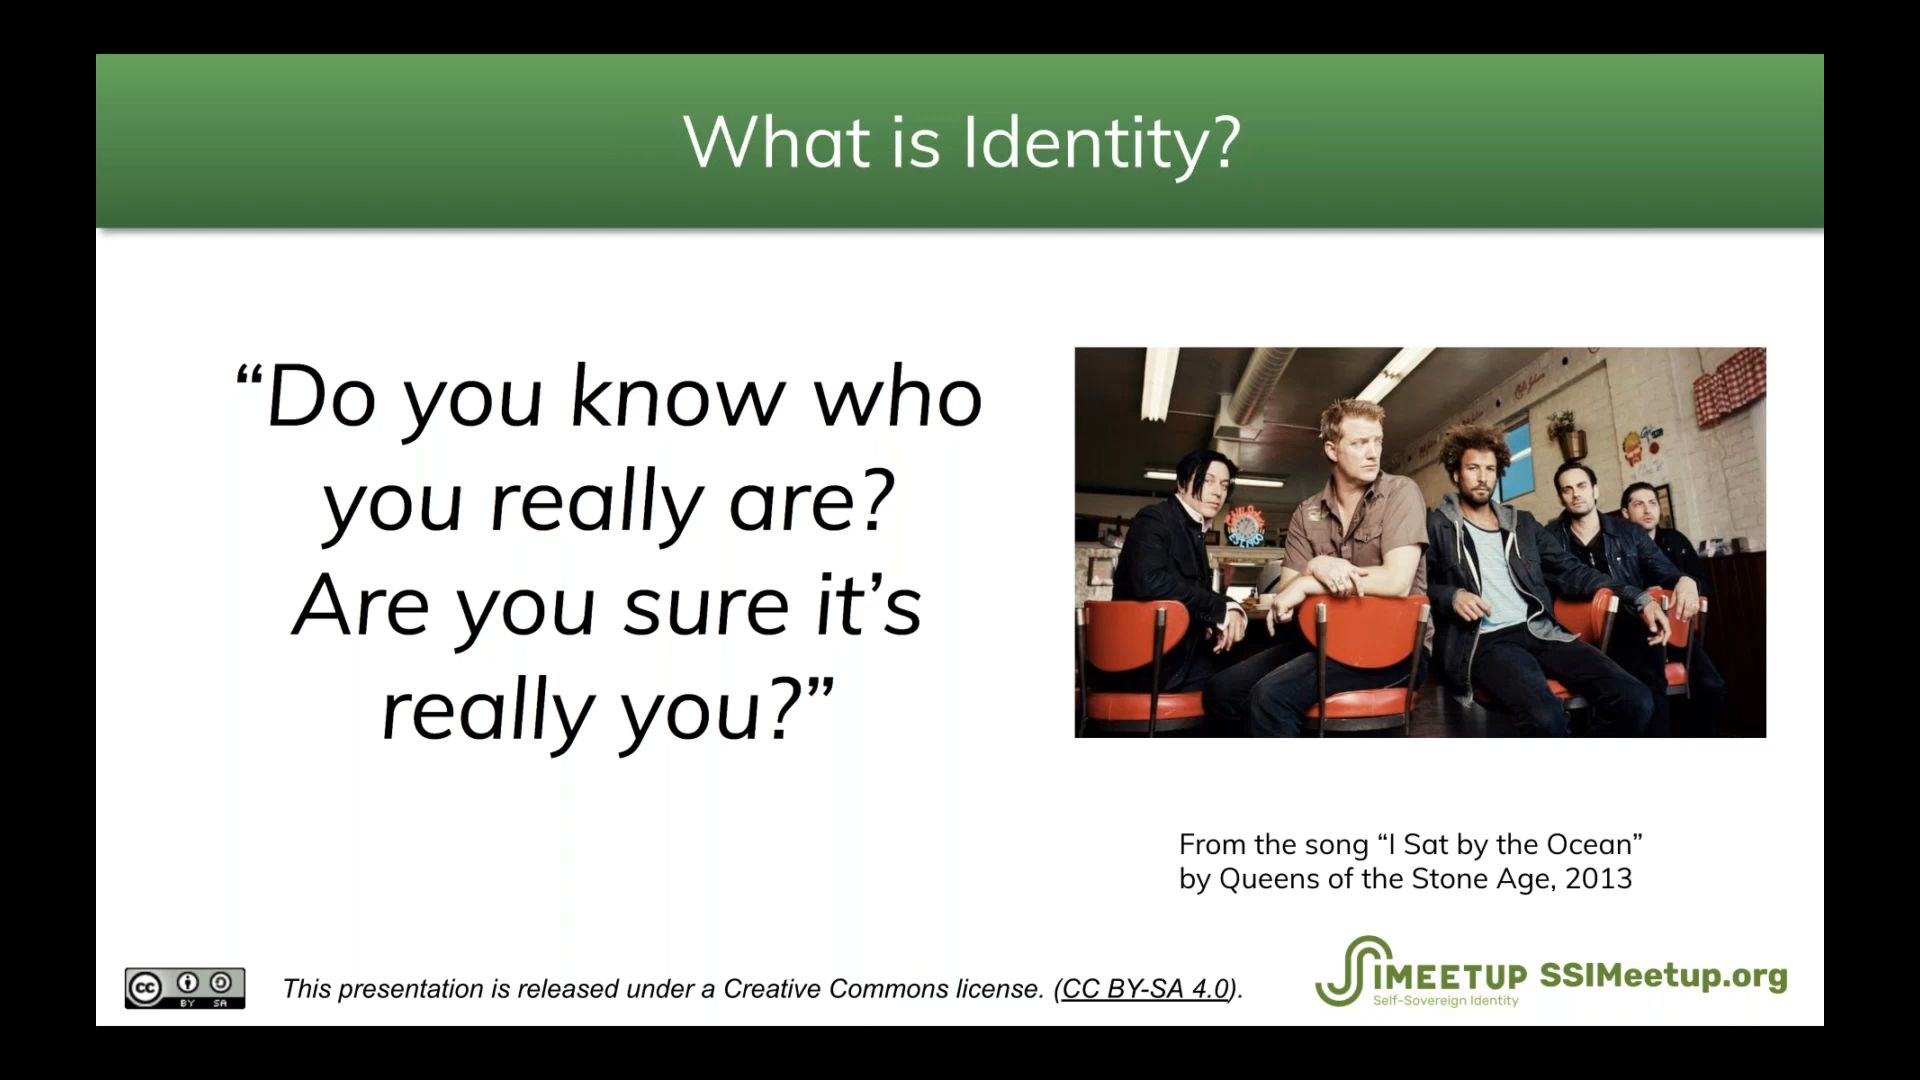 What is Identity?
“Do you know who
you really are?
Are you sure it’s
really you?”
From the song “I Sat by the Ocean”
by Queens of the Stone Age, 2013
cc BY SA
This presentation is released under a Creative Commons license. (CC BY-SA 4.0).
SSIMEETUP SSIMeetup.org
Self-Sovereign Identity